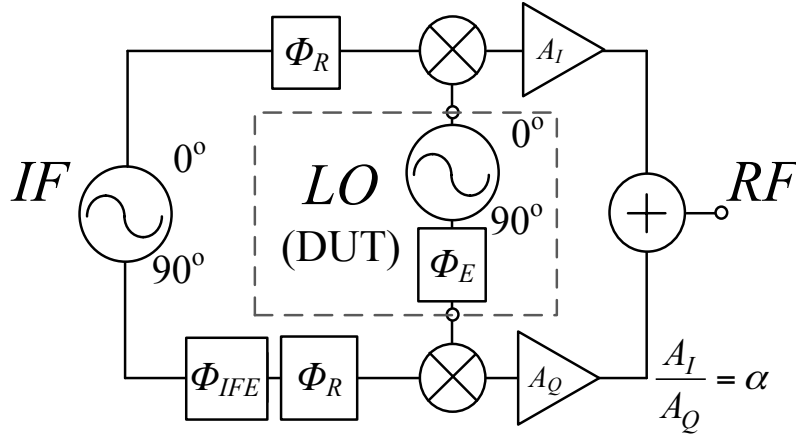 Φ_R
A_I
0°
0°
IF
LO
RF
90°
90°
(DUT)
Φ_E
Φ_IFE
Φ_R
A_Q
A_I / A_Q = α